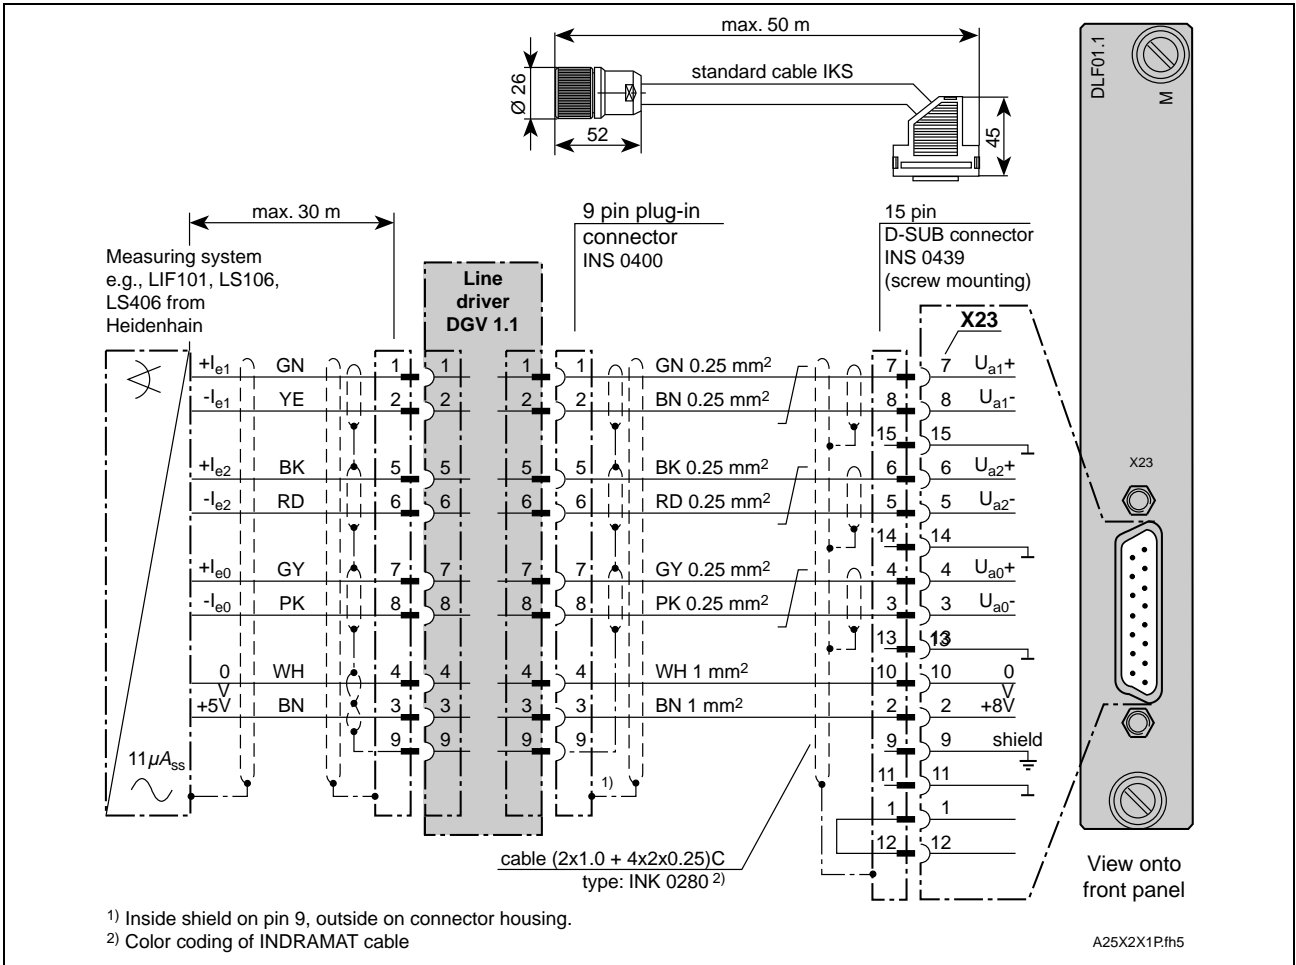 max. 50 m
standard cable IKS
Ø 26
52
45
DLF01.1
M
max. 30 m
9 pin plug-in
connector
INS 0400
15 pin
D-SUB connector
INS 0439
(screw mounting)
Measuring system
e.g., LIF101, LS106,
LS406 from
Heidenhain
Line
driver
DGV 1.1
X23
+Ie1 GN 1 1 1 1 GN 0.25 mm2 7 7 Ua1+
-Ie1 YE 2 2 2 2 BN 0.25 mm2 8 8 Ua1-
15 15
+Ie2 BK 5 5 5 5 BK 0.25 mm2 6 6 Ua2+
-Ie2 RD 6 6 6 6 RD 0.25 mm2 5 5 Ua2-
14 14
+Ie0 GY 7 7 7 7 GY 0.25 mm2 4 4 Ua0+
-Ie0 PK 8 8 8 8 PK 0.25 mm2 3 3 Ua0-
13 13
0 V WH 4 4 4 4 WH 1 mm2 10 10 0 V
+5V BN 3 3 3 3 BN 1 mm2 2 2 +8V
9 9 9 9 9 9 shield
11µAss
1)
11 11
1 1
12 12
X23
cable (2x1.0 + 4x2x0.25)C
type: INK 0280 2)
View onto
front panel
1) Inside shield on pin 9, outside on connector housing.
2) Color coding of INDRAMAT cable
A25X2X1P.fh5